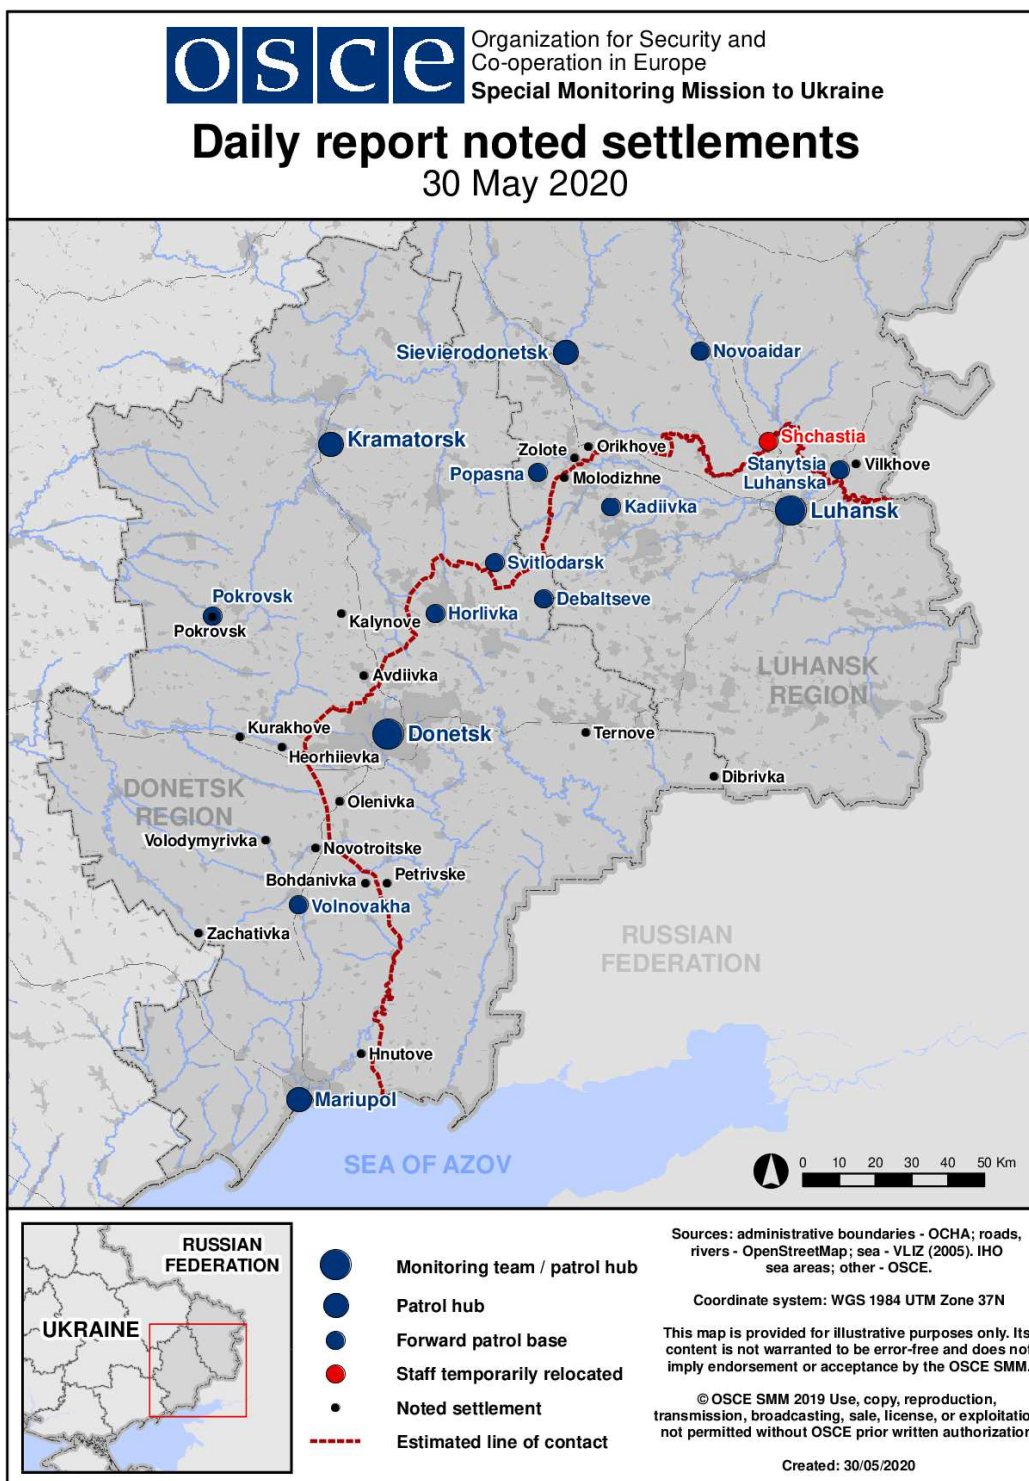 osce
Organization for Security and
Co-operation in Europe
Special Monitoring Mission to Ukraine
Daily report noted settlements
30 May 2020
Sievierodonetsk
Novoaidar
Kramatorsk
Shchastia
Orikhove
Zolote
Popasna
Molodizhne
Stanytsia
Luhanska
Vilkhove
Kadiivka
Luhansk
Svitlodarsk
Debaltseve
Pokrovsk
Pokrovsk
Kalynove
Horlivka
LUHANSK
REGION
Avdiivka
Kurakhove
Heorhiievka
Donetsk
Ternove
Dibrivka
DONETSK
REGION
Olenivka
Volodymyrivka
Novotroitske
Bohdanivka
Petrivske
Volnovakha
Zachativka
RUSSIAN
FEDERATION
Hnutove
Mariupol
SEA OF AZOV
0 10 20 30 40 50 Km
RUSSIAN
FEDERATION
UKRAINE
Monitoring team / patrol hub
Patrol hub
Forward patrol base
Staff temporarily relocated
Noted settlement
Estimated line of contact
Sources: administrative boundaries - OCHA; roads,
rivers - OpenStreetMap; sea - VLIZ (2005). IHO
sea areas; other - OSCE.
Coordinate system: WGS 1984 UTM Zone 37N
This map is provided for illustrative purposes only. Its
content is not warranted to be error-free and does not
imply endorsement or acceptance by the OSCE SMM.
© OSCE SMM 2019 Use, copy, reproduction,
transmission, broadcasting, sale, license, or exploitatio
not permitted without OSCE prior written authorization
Created: 30/05/2020